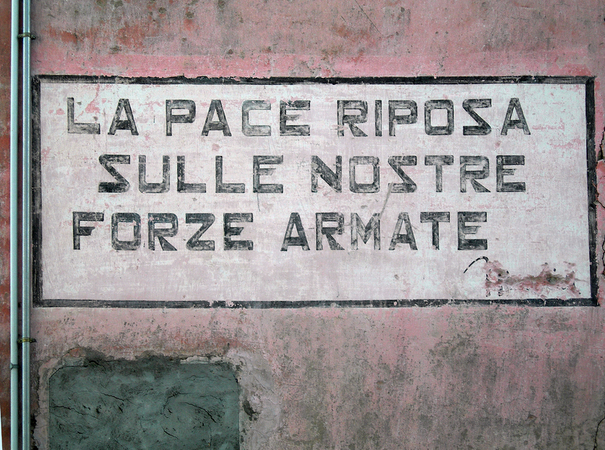 LA PACE RIPOSA
SULLE NOSTRE
FORZE ARMATE